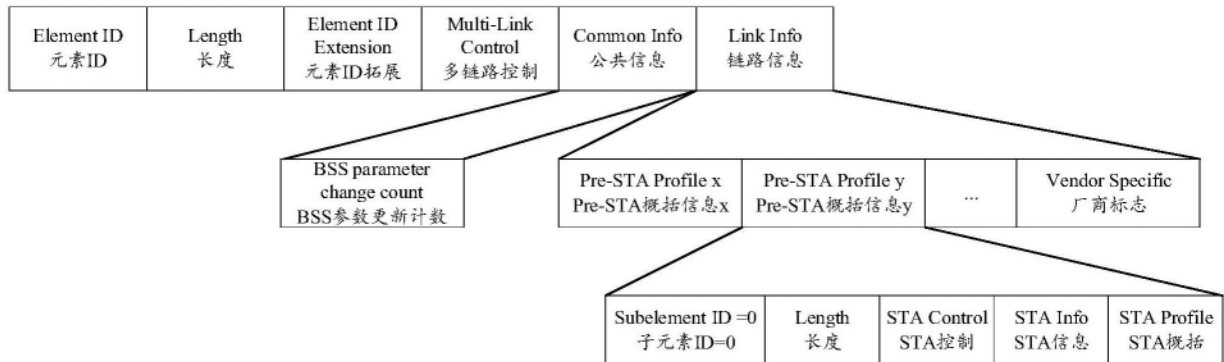 Element ID
元素ID
Length
长度
Element ID
Extension
元素ID拓展
Multi-Link
Control
多链路控制
Common Info
公共信息
Link Info
链路信息
BSS parameter
change count
BSS参数更新计数
Pre-STA Profile x
Pre-STA概括信息x
Pre-STA Profile y
Pre-STA概括信息y
...
Vendor Specific
厂商标志
Subelement ID =0
子元素ID=0
Length
长度
STA Control
STA控制
STA Info
STA信息
STA Profile
STA概括